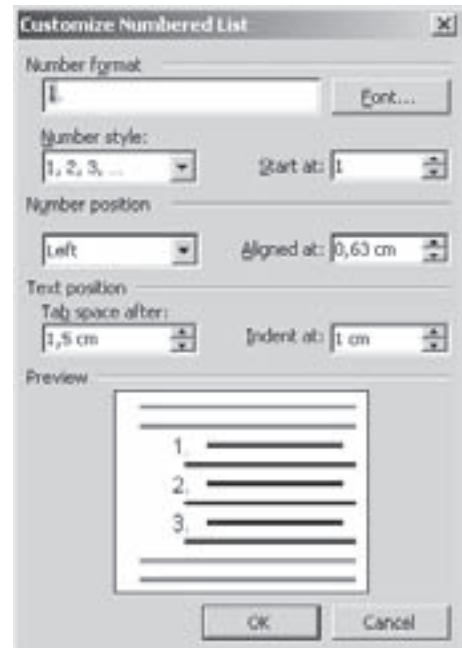 Customize Numbered List
Number format
1.
Font...
Number style:
1, 2, 3, ...
Start at: 1
Number position
Left
Aligned at: 0,63 cm
Text position
Tab space after:
1,5 cm
Indent at: 1 cm
Preview
1.
2.
3.
OK Cancel